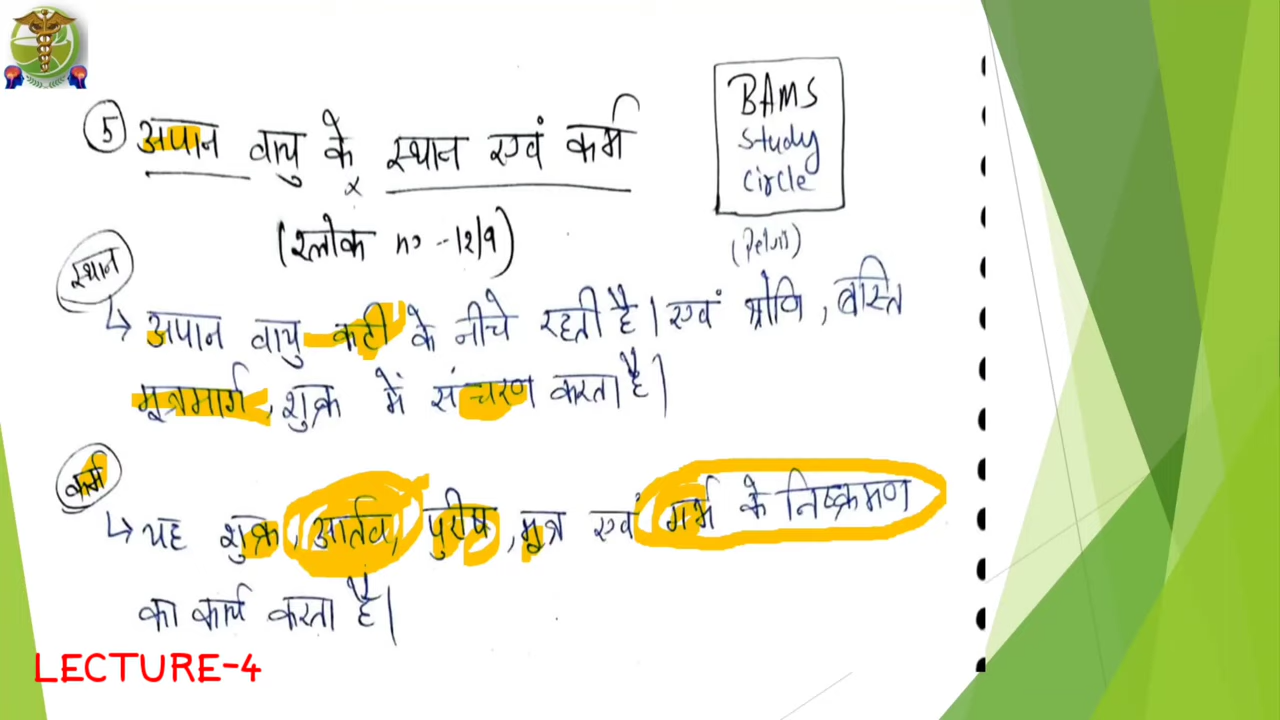 ⑤ अपान वायु के स्थान एवं कर्म
BAMS
Study
Circle
(श्लोक no - 12/9)
(Pelvis)
स्थान
↳ अपान वायु कटी के नीचे रहती है। एवं श्रोणि, बस्ति
मूत्रमार्ग, शुक्र में संचरण करता है।
कर्म
↳ यह शुक्र, आर्तव, पुरीष, मूत्र एवं गर्भ के निष्क्रमण
का कार्य करता है।
LECTURE-4